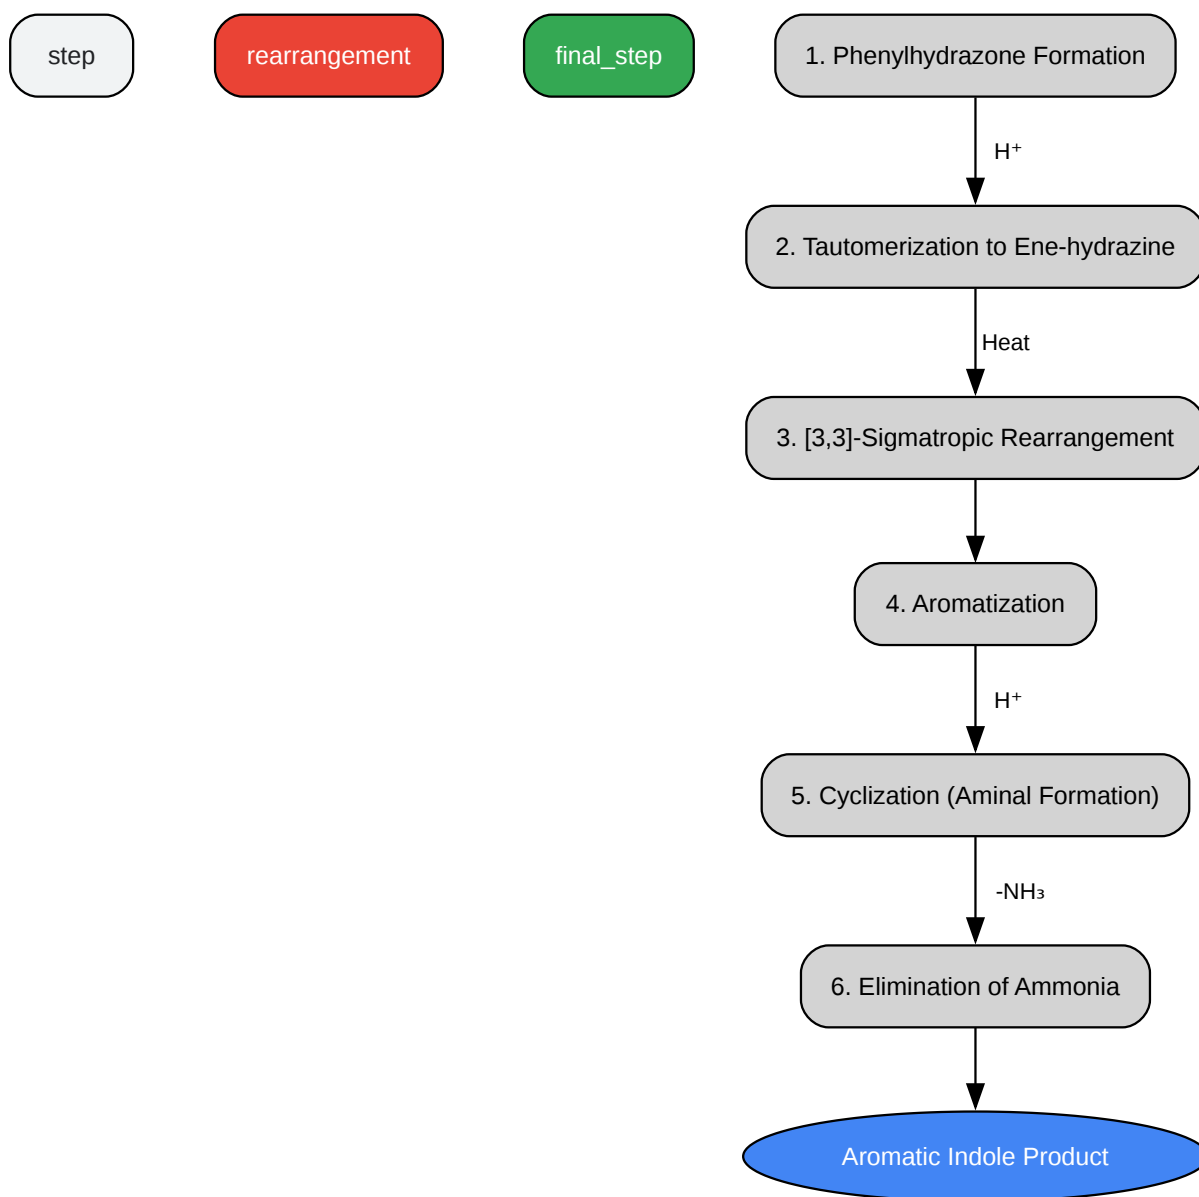 step
rearrangement
final_step
1. Phenylhydrazone Formation
H⁺
2. Tautomerization to Ene-hydrazine
Heat
3. [3,3]-Sigmatropic Rearrangement
4. Aromatization
H⁺
5. Cyclization (Aminal Formation)
-NH₃
6. Elimination of Ammonia
Aromatic Indole Product